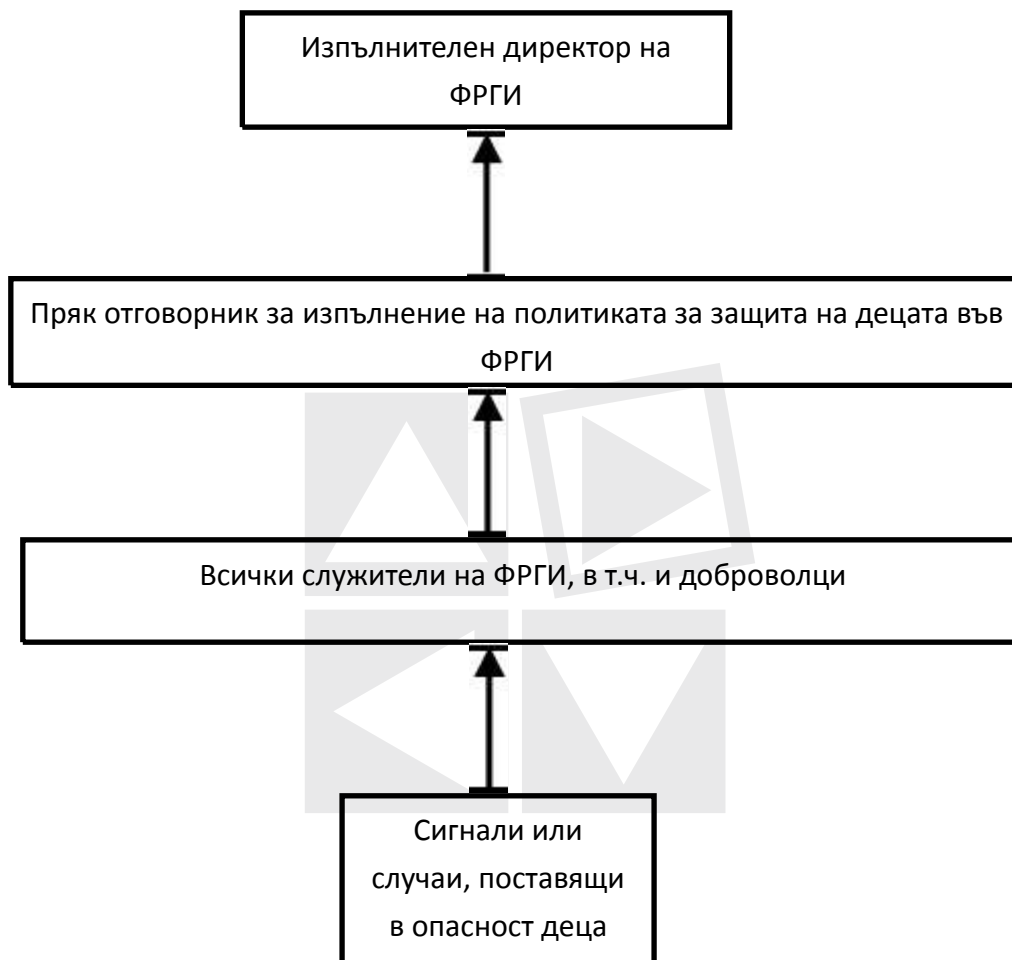 Изпълнителен директор на
ФРГИ
Пряк отговорник за изпълнение на политиката за защита на децата във
ФРГИ
Всички служители на ФРГИ, в т.ч. и доброволци
Сигнали или
случаи, поставящи
в опасност деца